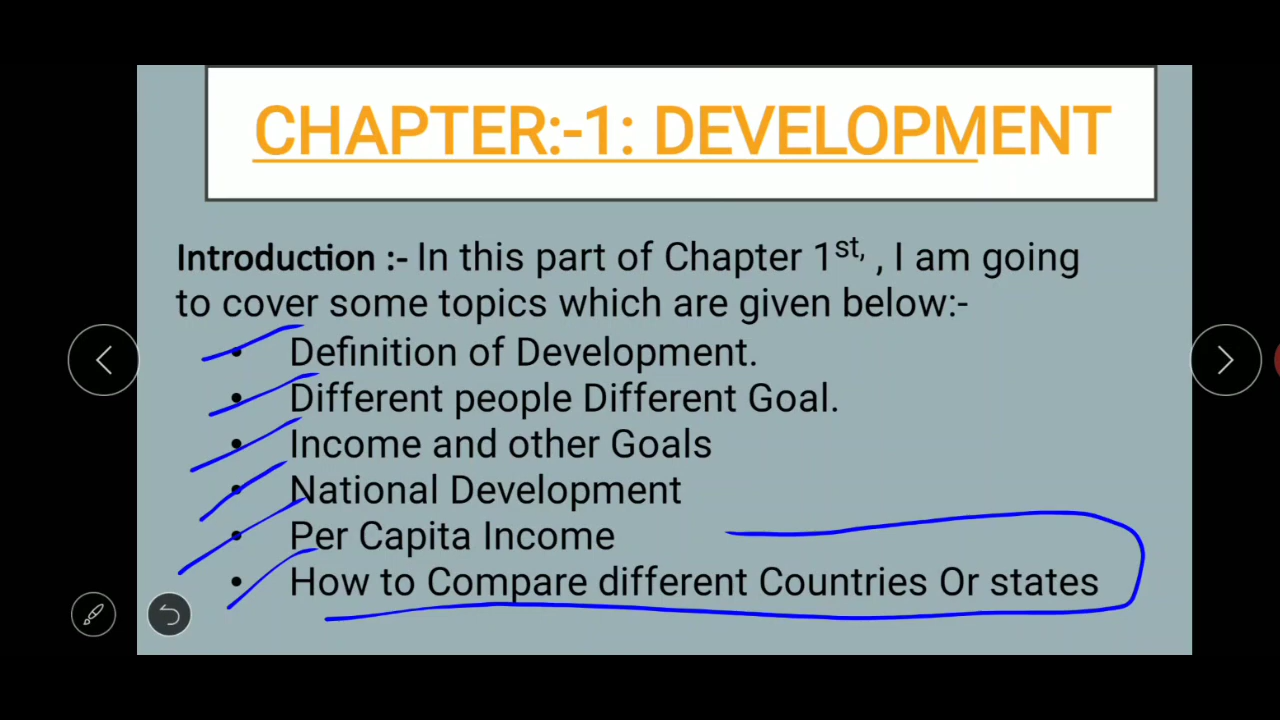 CHAPTER:-1: DEVELOPMENT
Introduction :- In this part of Chapter 1st, , I am going
to cover some topics which are given below:-
• Definition of Development.
• Different people Different Goal.
• Income and other Goals
• National Development
• Per Capita Income
• How to Compare different Countries Or states